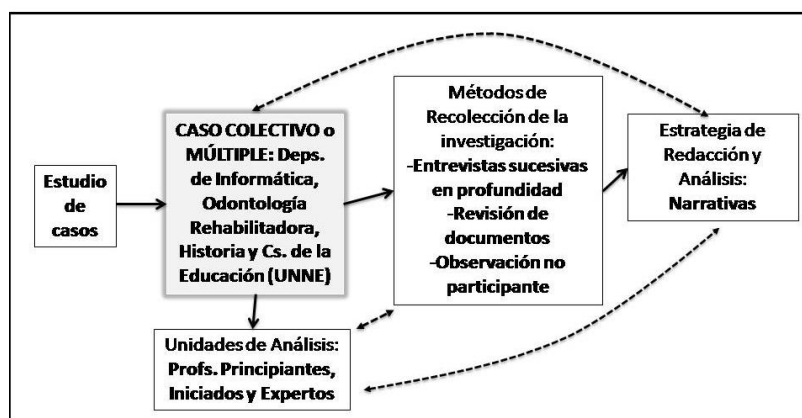 Estudio
de
casos
CASO COLECTIVO o
MÚLTIPLE: Deps.
de Informática,
Odontología
Rehabilitadora,
Historia y Cs. de la
Educación (UNNE)
Métodos de
Recolección de la
investigación:
-Entrevistas sucesivas
en profundidad
-Revisión de
documentos
-Observación no
participante
Estrategia de
Redacción y
Análisis:
Narrativas
Unidades de Análisis:
Profs. Principiantes,
Iniciados y Expertos